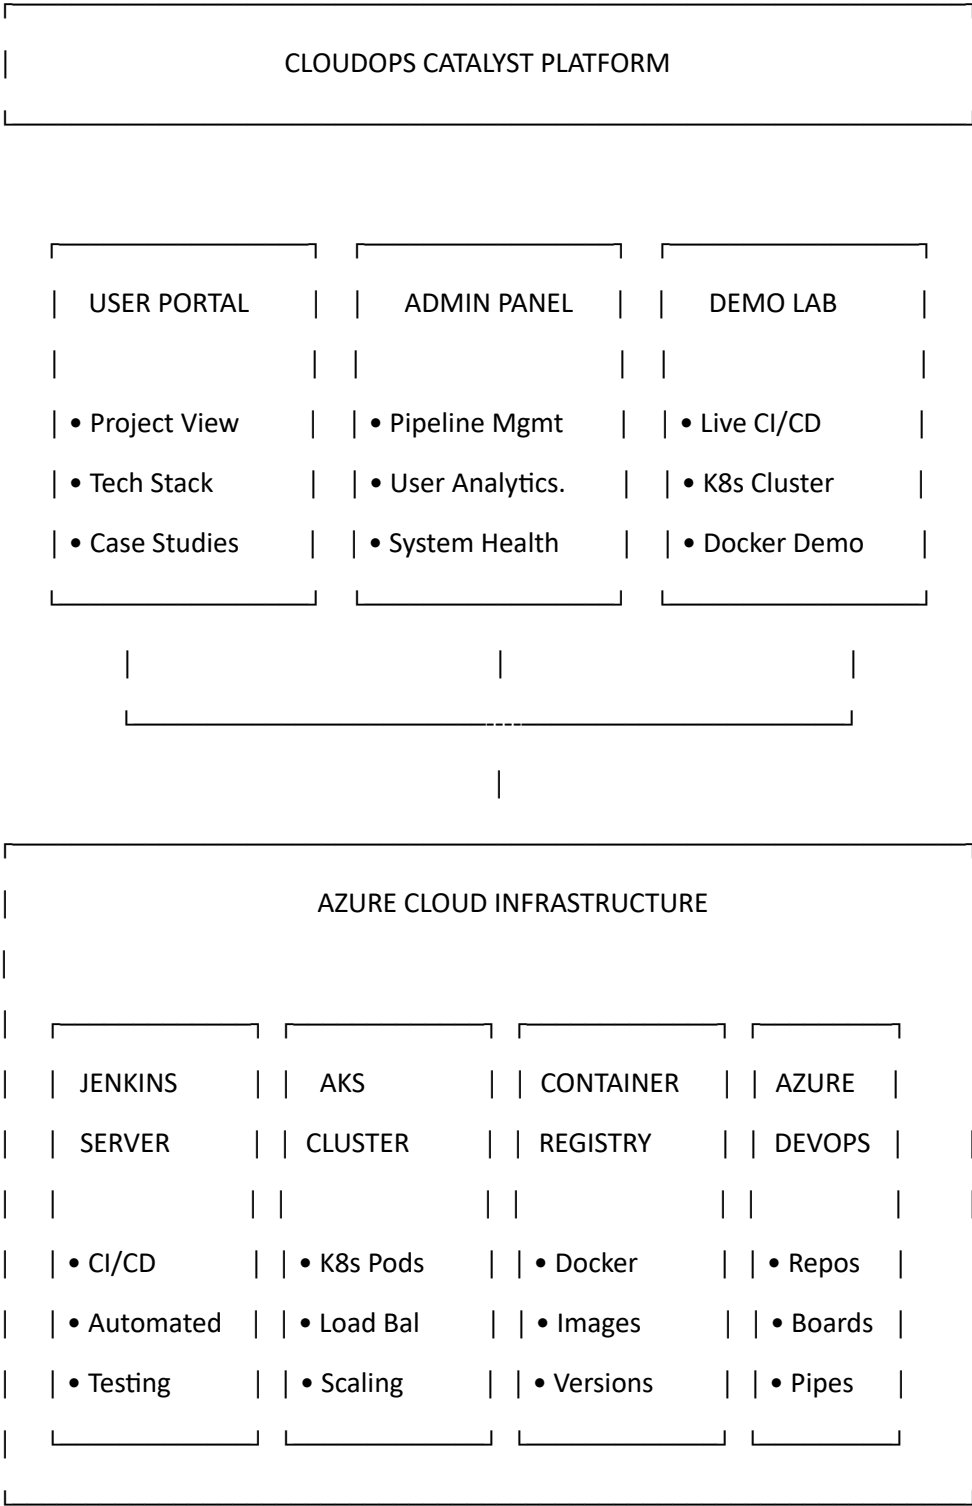 CLOUDOPS CATALYST PLATFORM
USER PORTAL ADMIN PANEL DEMO LAB
• Project View • Pipeline Mgmt • Live CI/CD
• Tech Stack • User Analytics. • K8s Cluster
• Case Studies • System Health • Docker Demo
AZURE CLOUD INFRASTRUCTURE
JENKINS AKS CONTAINER AZURE
SERVER CLUSTER REGISTRY DEVOPS
• CI/CD • K8s Pods • Docker • Repos
• Automated • Load Bal • Images • Boards
• Testing • Scaling • Versions • Pipes